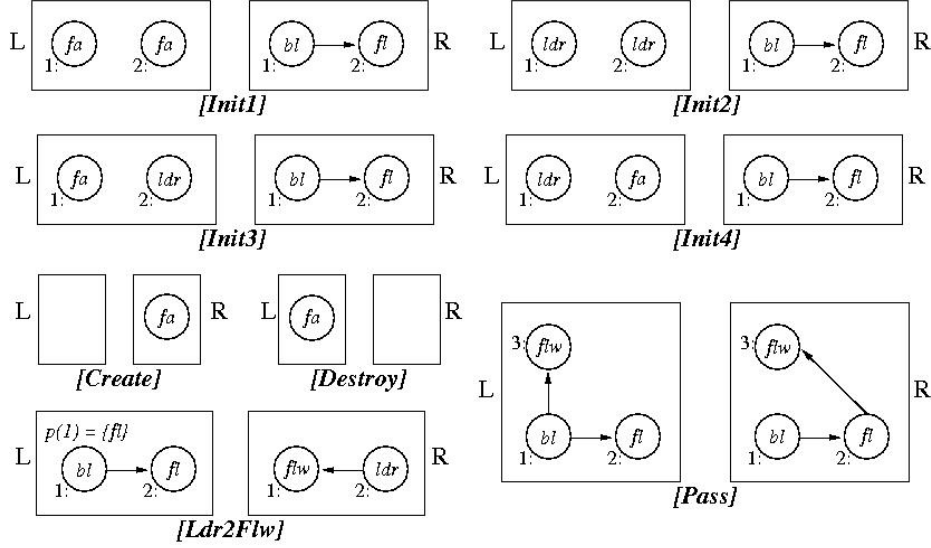 L fa fa bl fl R
1: 2: 1: 2:
[Init1]
L ldr ldr bl fl R
1: 2: 1: 2:
[Init2]
L fa ldr bl fl R
1: 2: 1: 2:
[Init3]
L ldr fa bl fl R
1: 2: 1: 2:
[Init4]
L fa R
[Create]
L fa R
[Destroy]
3: flw 3: flw
L R
bl fl bl fl
1: 2: 1: 2:
[Pass]
p(1) = {fl}
L bl fl flw ldr R
1: 2: 1: 2:
[Ldr2Flw]